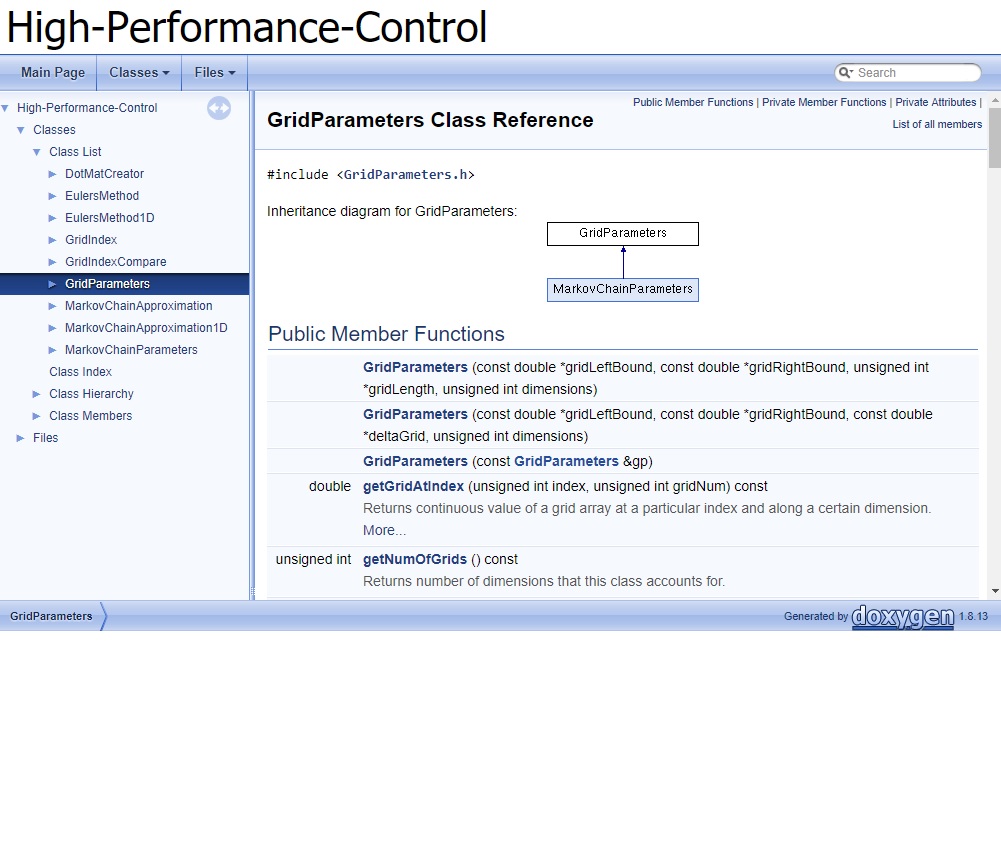 High-Performance-Control
Main Page
Classes
Files
Search
High-Performance-Control
Classes
Class List
DotMatCreator
EulersMethod
EulersMethod1D
GridIndex
GridIndexCompare
GridParameters
MarkovChainApproximation
MarkovChainApproximation1D
MarkovChainParameters
Class Index
Class Hierarchy
Class Members
Files
Public Member Functions | Private Member Functions | Private Attributes |
List of all members
GridParameters Class Reference
#include <GridParameters.h>
Inheritance diagram for GridParameters:
GridParameters
MarkovChainParameters
Public Member Functions
GridParameters (const double *gridLeftBound, const double *gridRightBound, unsigned int
*gridLength, unsigned int dimensions)
GridParameters (const double *gridLeftBound, const double *gridRightBound, const double
*deltaGrid, unsigned int dimensions)
GridParameters (const GridParameters &gp)
double getGridAtIndex (unsigned int index, unsigned int gridNum) const
Returns continuous value of a grid array at a particular index and along a certain dimension.
More...
unsigned int getNumOfGrids () const
Returns number of dimensions that this class accounts for.
GridParameters
Generated by doxygen 1.8.13